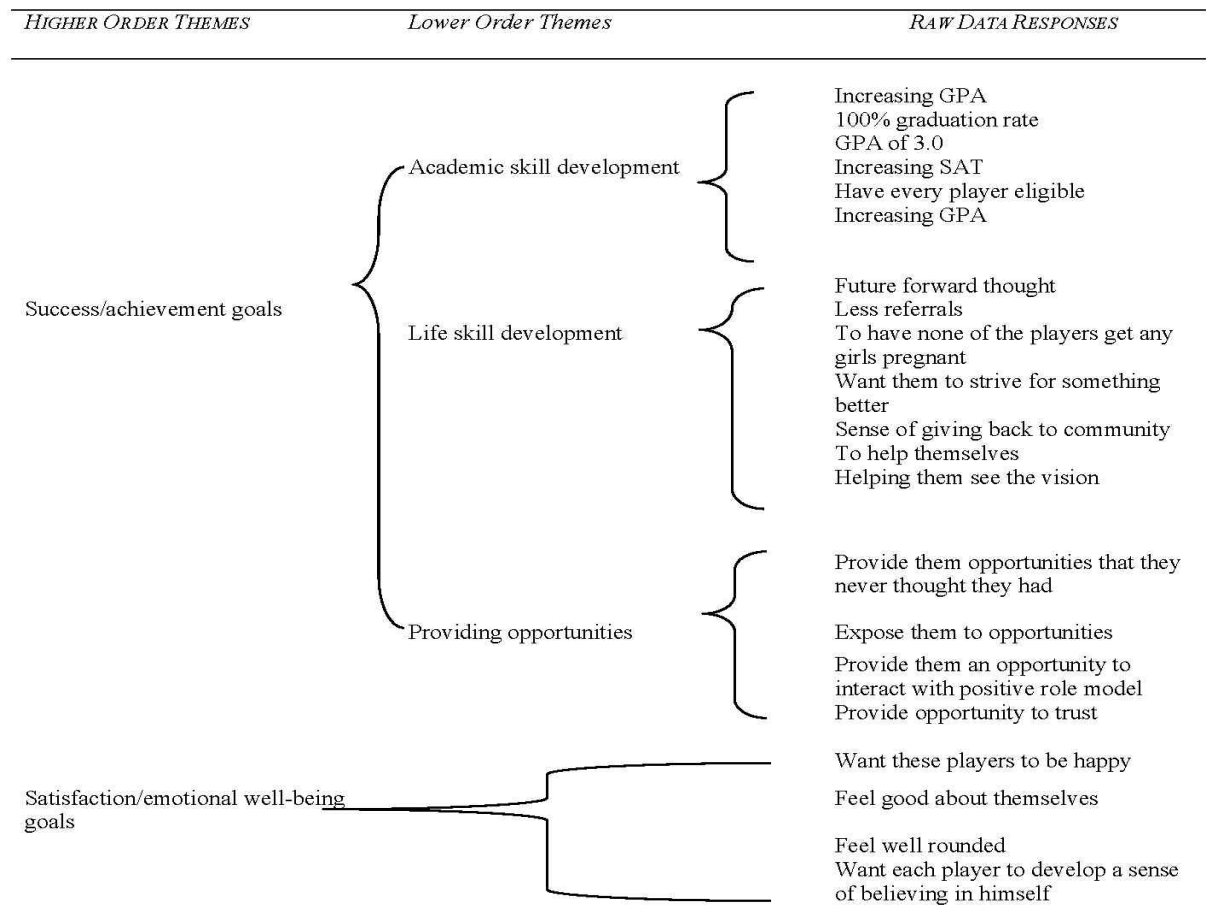 HIGHER ORDER THEMES Lower Order Themes RAW DATA RESPONSES
Increasing GPA
100% graduation rate
GPA of 3.0
Academic skill development
Increasing SAT
Have every player eligible
Increasing GPA
Success/achievement goals
Future forward thought
Less referrals
Life skill development
To have none of the players get any
girls pregnant
Want them to strive for something
better
Sense of giving back to community
To help themselves
Helping them see the vision
Provide them opportunities that they
never thought they had
Providing opportunities
Expose them to opportunities
Provide them an opportunity to
interact with positive role model
Provide opportunity to trust
Satisfaction/emotional well-being
goals
Want these players to be happy
Feel good about themselves
Feel well rounded
Want each player to develop a sense
of believing in himself